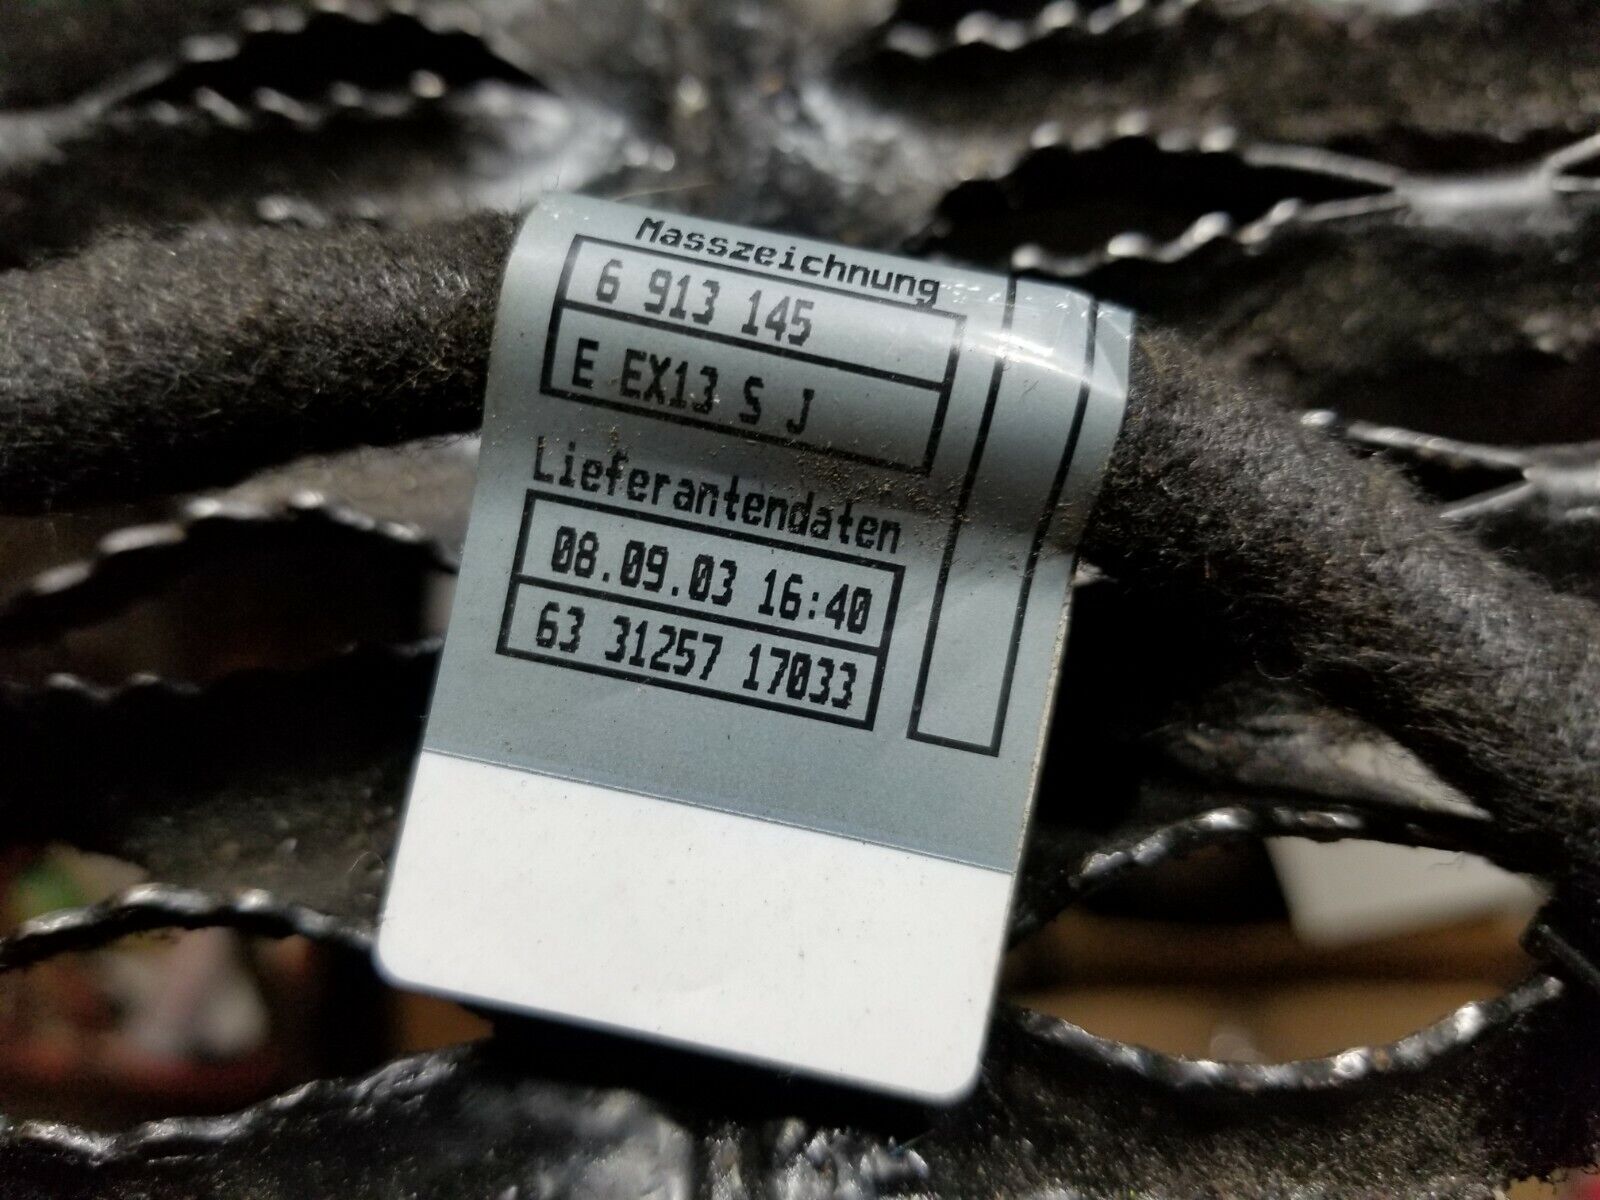 Masszeichnung
6 913 145
E EX13 S J
Lieferantendaten
08.09.03 16:40
63 31257 17033